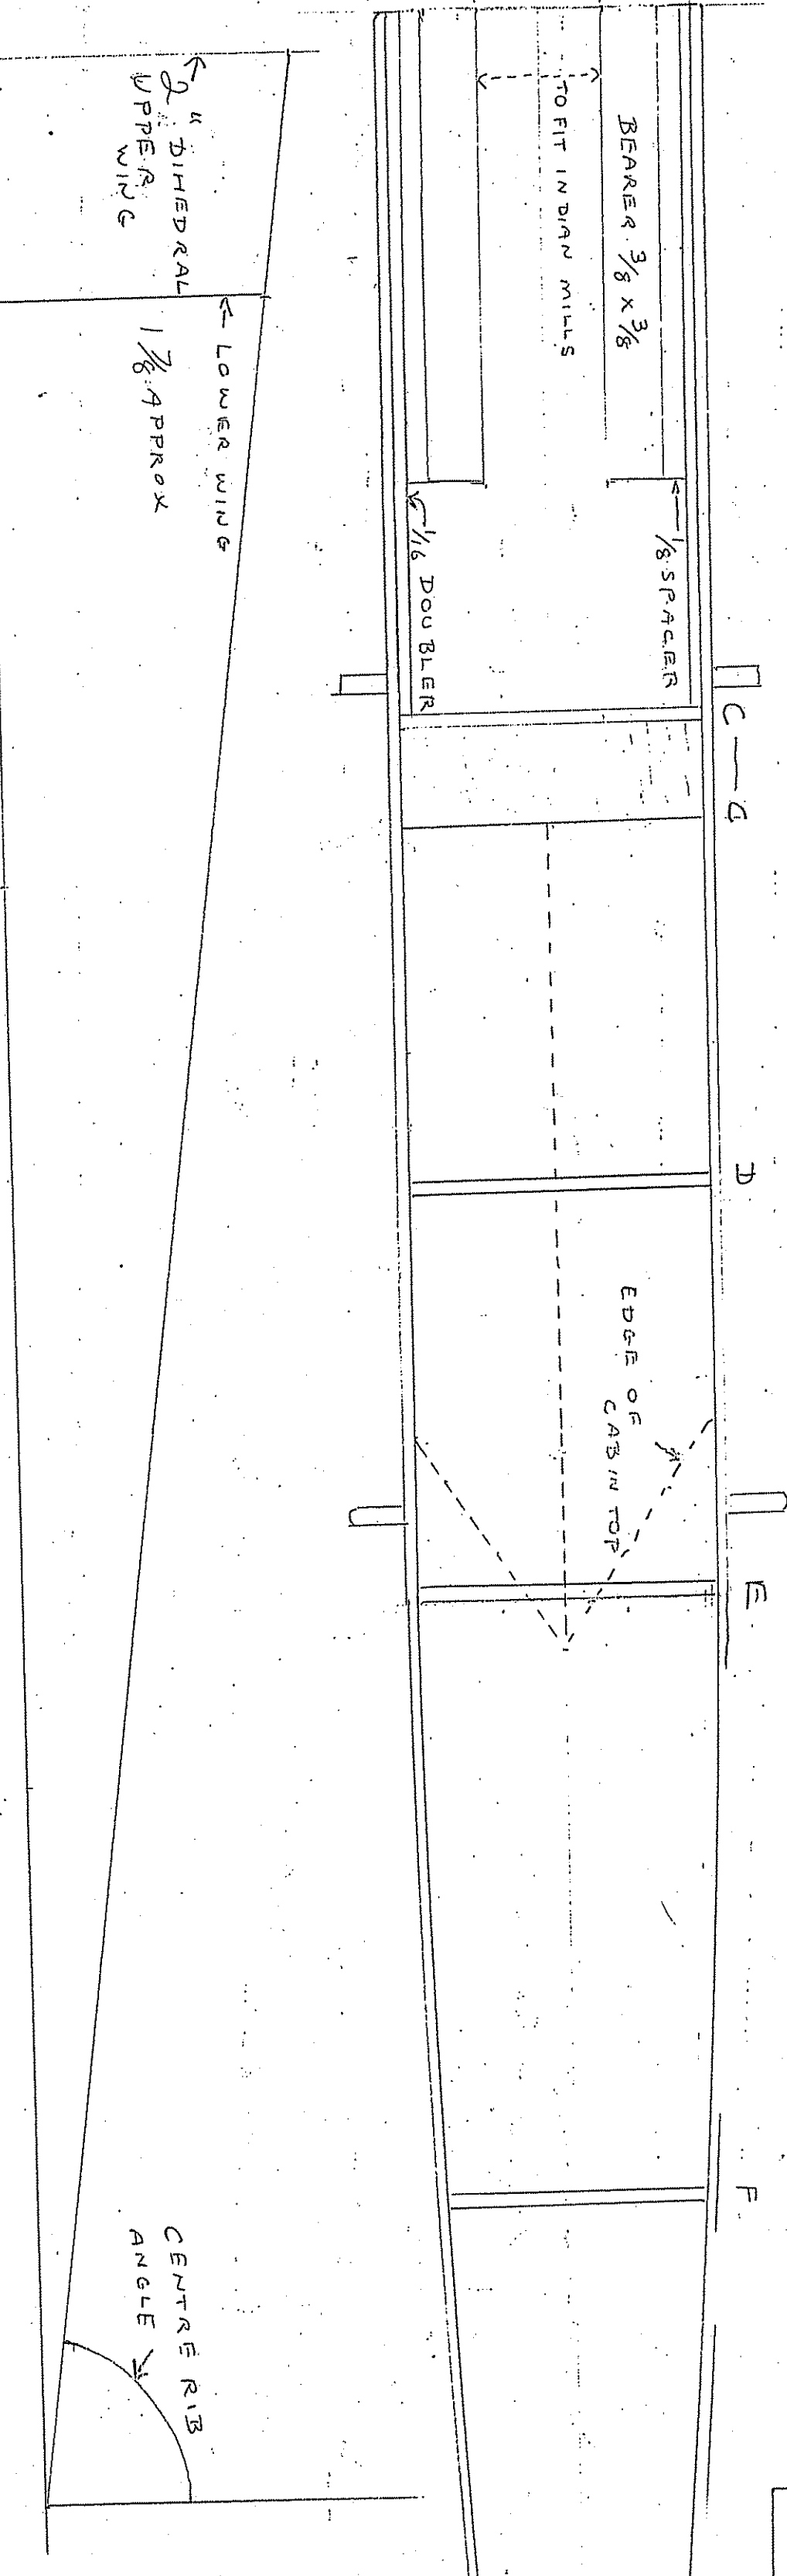 BEARER 3/8 x 3/8
TO FIT INDIAN MILLS
1/8 SPACER
1/16 DOUBLER
C — C
D
EDGE OF
CABIN TOP
E
F
2" DIHEDRAL
UPPER
WING
LOWER WING
1 7/8 APPROX
CENTRE RIB
ANGLE